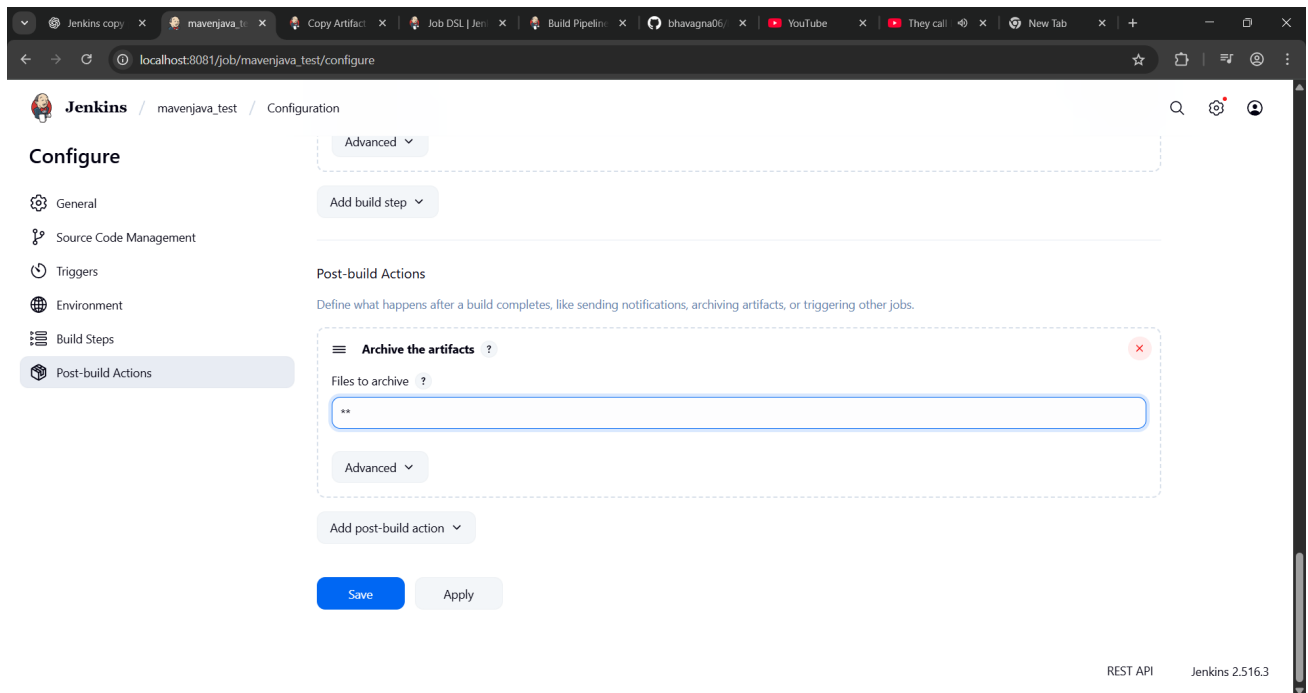 Jenkins copy
mavenjava_te
Copy Artifact
Job DSL | Jen
Build Pipeline
bhavagna06/
YouTube
They call
New Tab
localhost:8081/job/mavenjava_test/configure
Jenkins / mavenjava_test / Configuration
Configure
General
Source Code Management
Triggers
Environment
Build Steps
Post-build Actions
Advanced
Add build step
Post-build Actions
Define what happens after a build completes, like sending notifications, archiving artifacts, or triggering other jobs.
Archive the artifacts ?
Files to archive ?
**
Advanced
Add post-build action
Save
Apply
REST API
Jenkins 2.516.3